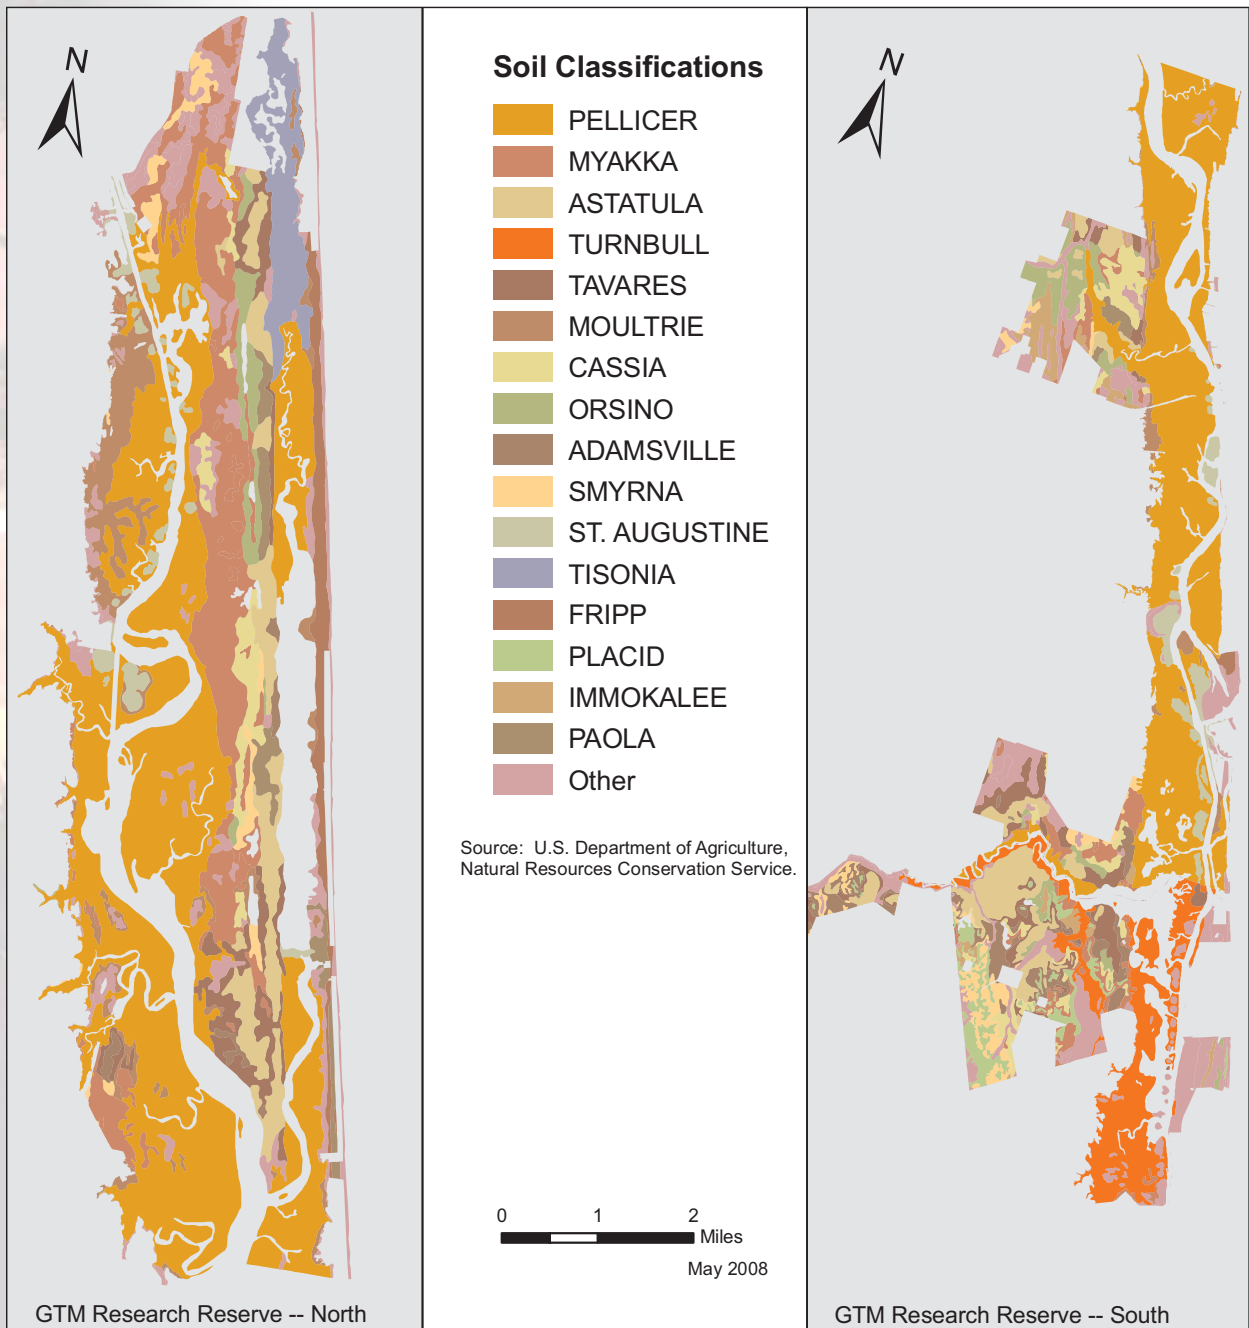 N
Soil Classifications
PELLICER
MYAKKA
ASTATULA
TURNBULL
TAVARES
MOULTRIE
CASSIA
ORSINO
ADAMSVILLE
SMYRNA
ST. AUGUSTINE
TISONIA
FRIPP
PLACID
IMMOKALEE
PAOLA
Other
Source:  U.S. Department of Agriculture,
Natural Resources Conservation Service.
0 1 2
Miles
May 2008
GTM Research Reserve -- North
N
GTM Research Reserve -- South